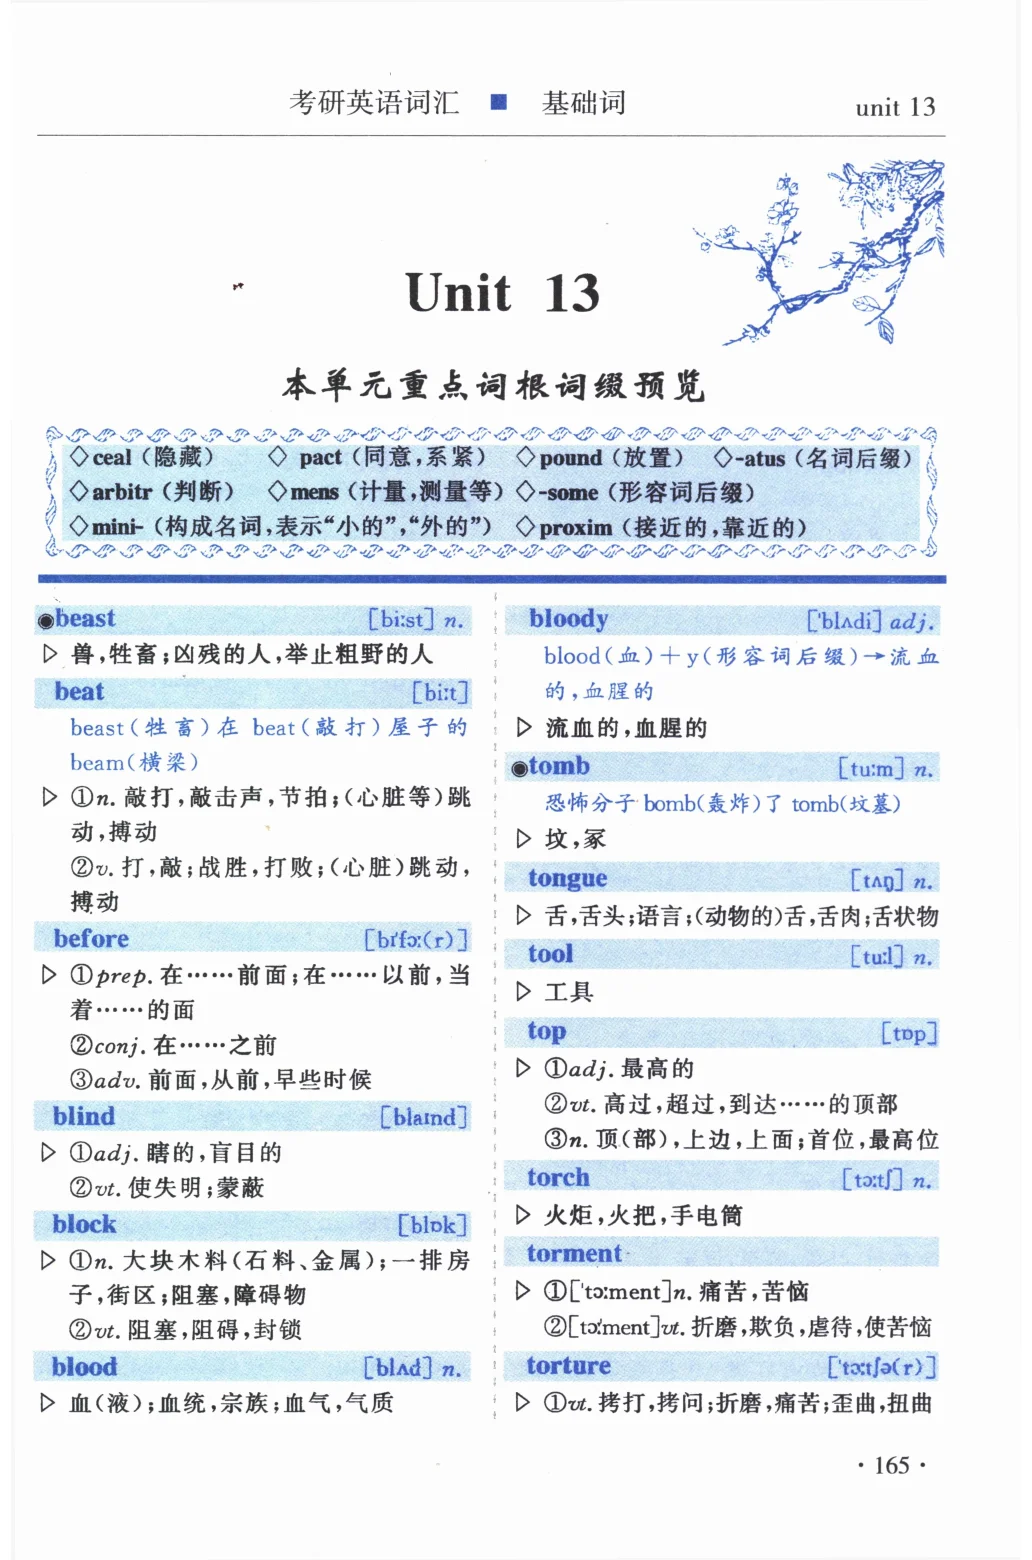 考研英语词汇 ■ 基础词 unit 13
Unit 13
本单元重点词根词缀预览
◇ceal（隐藏） ◇ pact（同意,系紧） ◇pound（放置） ◇-atus（名词后缀）
◇arbitr（判断） ◇mens（计量,测量等）◇-some（形容词后缀）
◇mini-（构成名词,表示“小的”,“外的”） ◇proxim（接近的,靠近的）
◉beast [biːst] n.
▷ 兽,牲畜;凶残的人,举止粗野的人
beat [biːt]
beast(牲畜)在 beat(敲打)屋子的
beam(横梁)
▷ ①n. 敲打,敲击声,节拍;(心脏等)跳
动,搏动
②v. 打,敲;战胜,打败;(心脏)跳动,
搏动
before [bɪˈfɔː(r)]
▷ ①prep. 在……前面;在……以前,当
着……的面
②conj. 在……之前
③adv. 前面,从前,早些时候
blind [blaɪnd]
▷ ①adj. 瞎的,盲目的
②vt. 使失明;蒙蔽
block [blɒk]
▷ ①n. 大块木料(石料、金属);一排房
子,街区;阻塞,障碍物
②vt. 阻塞,阻碍,封锁
blood [blʌd] n.
▷ 血(液);血统,宗族;血气,气质
bloody [ˈblʌdi] adj.
blood(血)＋y(形容词后缀)→流血
的,血腥的
▷ 流血的,血腥的
◉tomb [tuːm] n.
恐怖分子 bomb(轰炸)了 tomb(坟墓)
▷ 坟,冢
tongue [tʌŋ] n.
▷ 舌,舌头;语言;(动物的)舌,舌肉;舌状物
tool [tuːl] n.
▷ 工具
top [tɒp]
▷ ①adj. 最高的
②vt. 高过,超过,到达……的顶部
③n. 顶(部),上边,上面;首位,最高位
torch [tɔːtʃ] n.
▷ 火炬,火把,手电筒
torment
▷ ①[ˈtɔːment]n. 痛苦,苦恼
②[tɔːˈment]vt. 折磨,欺负,虐待,使苦恼
torture [ˈtɔːtʃə(r)]
▷ ①vt. 拷打,拷问;折磨,痛苦;歪曲,扭曲
· 165 ·